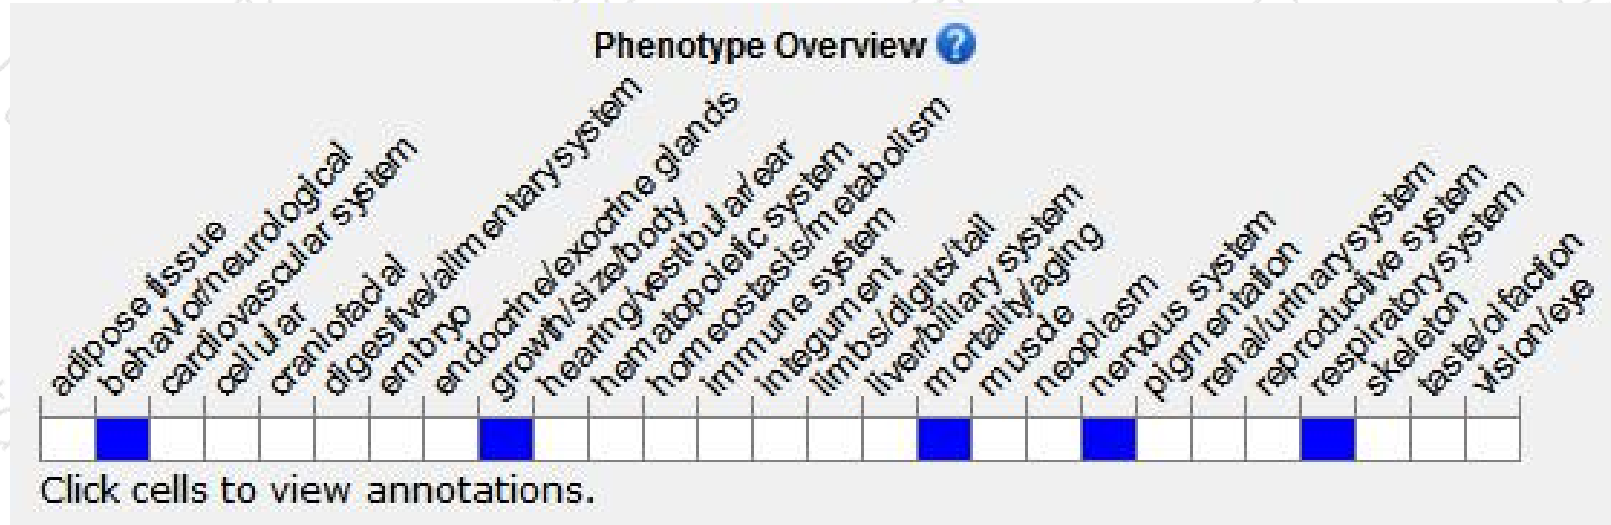 Phenotype Overview ?
adipose tissue
behavior/neurological
cardiovascular system
cellular
craniofacial
digestive/alimentary system
embryo
endocrine/exocrine glands
growth/size/body
hearing/vestibular/ear
hematopoietic system
homeostasis/metabolism
immune system
integument
limbs/digits/tail
liver/biliary system
mortality/aging
muscle
neoplasm
nervous system
pigmentation
renal/urinary system
reproductive system
respiratory system
skeleton
taste/olfaction
vision/eye
Click cells to view annotations.